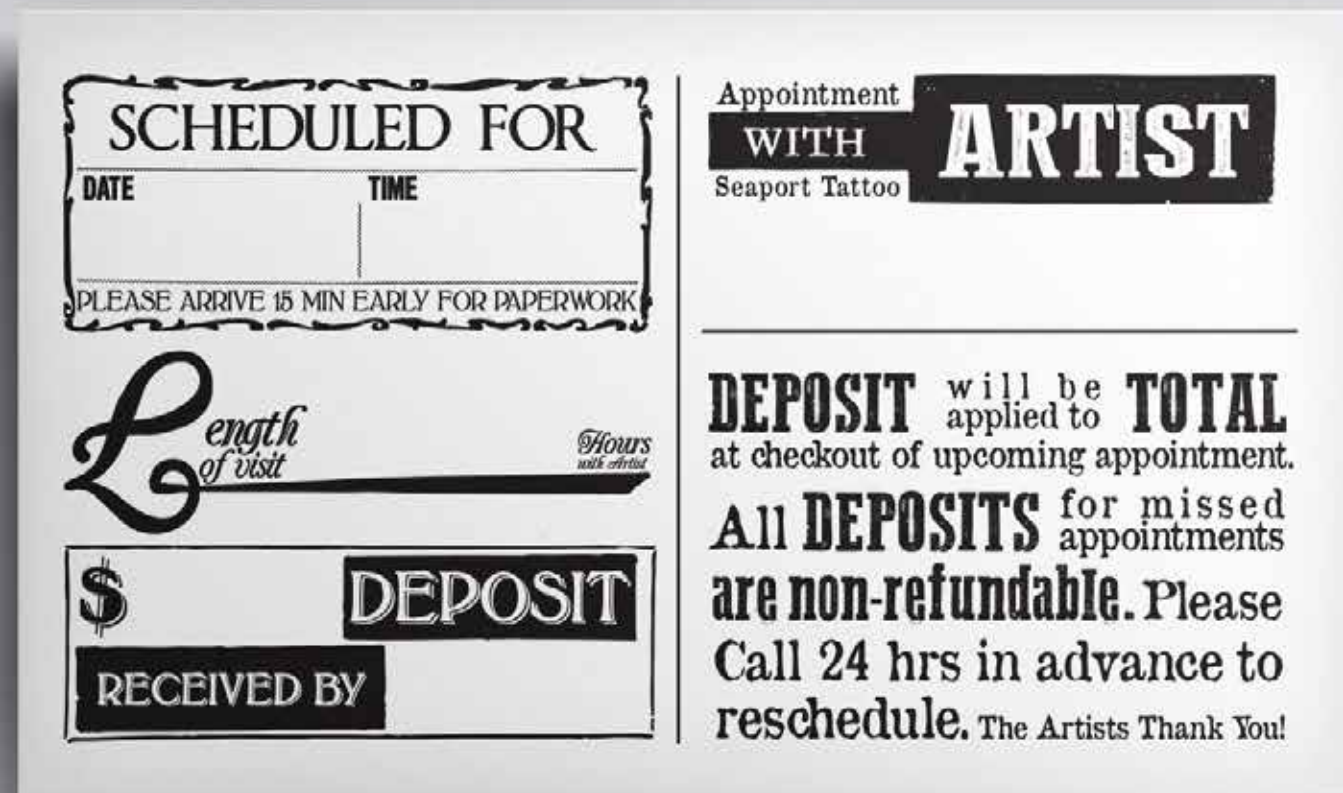 SCHEDULED FOR
DATE TIME
PLEASE ARRIVE 15 MIN EARLY FOR PAPERWORK
Length
of visit
Hours
with Artist
$ DEPOSIT
RECEIVED BY
Appointment
WITH
Seaport Tattoo
ARTIST
DEPOSIT will be applied to TOTAL
at checkout of upcoming appointment.
All DEPOSITS for missed appointments
are non-refundable. Please
Call 24 hrs in advance to
reschedule. The Artists Thank You!